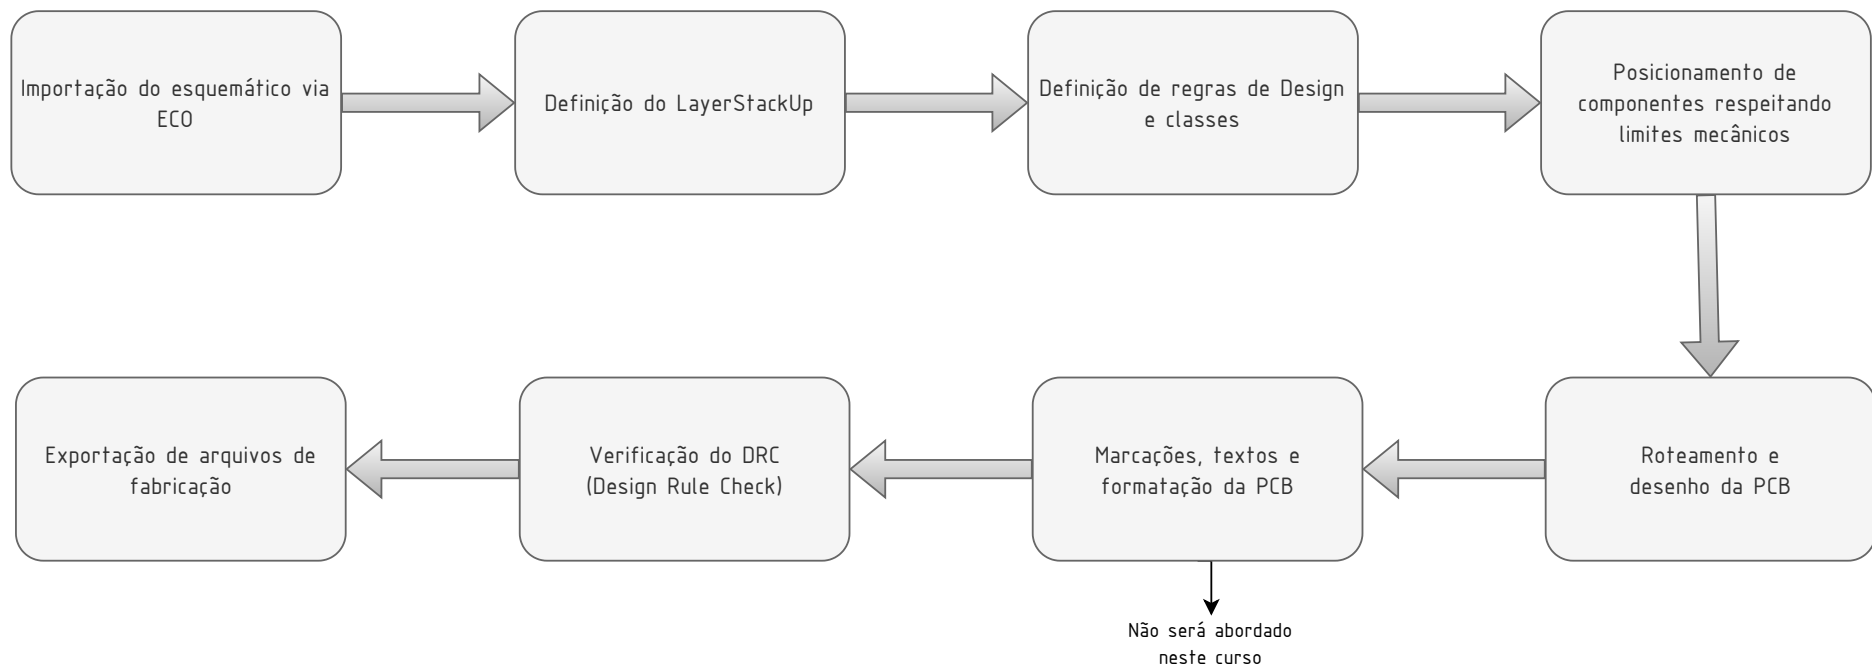 Importação do esquemático via
ECO
Definição do LayerStackUp
Definição de regras de Design
e classes
Posicionamento de
componentes respeitando
limites mecânicos
Roteamento e
desenho da PCB
Marcações, textos e
formatação da PCB
Não será abordado
neste curso
Verificação do DRC
(Design Rule Check)
Exportação de arquivos de
fabricação